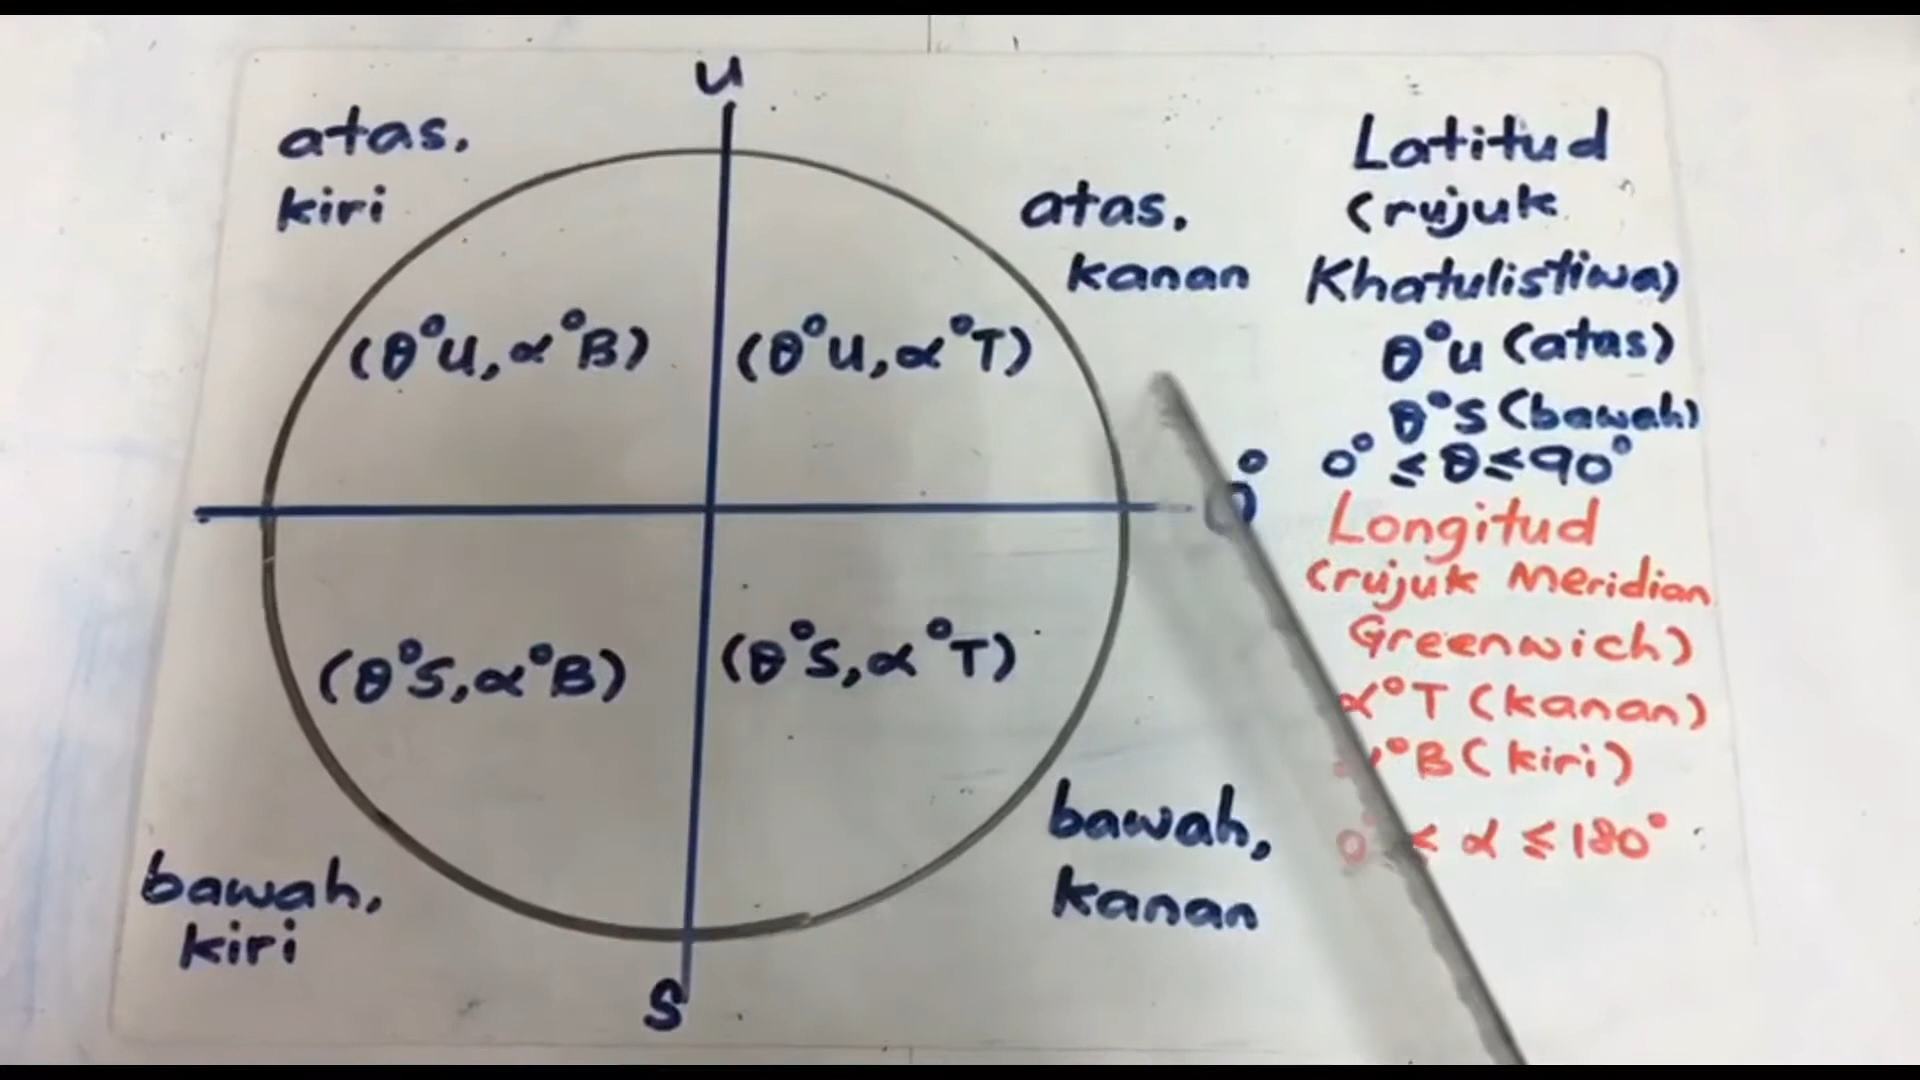 U
atas,
kiri
atas,
kanan
(θ°U, α°B)
(θ°U, α°T)
0°
(θ°S, α°B)
(θ°S, α°T)
bawah,
kiri
bawah,
kanan
S
Latitud
(rujuk
Khatulistiwa)
θ°U (atas)
θ°S (bawah)
0° ≤ θ ≤ 90°
Longitud
(rujuk Meridian
Greenwich)
α°T (kanan)
°B (kiri)
0° ≤ α ≤ 180°